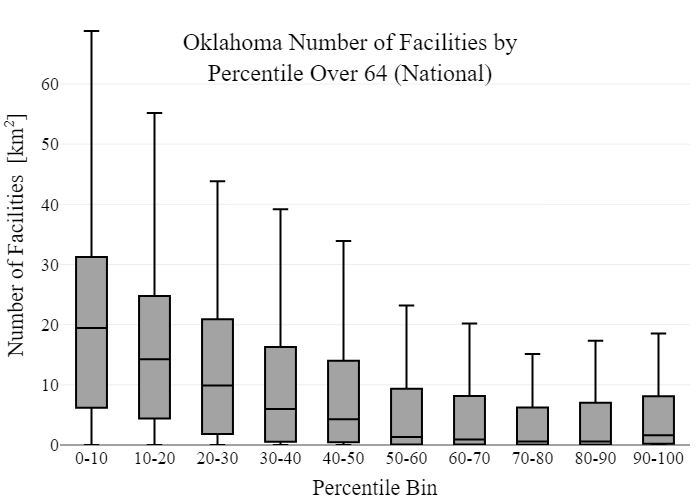 Oklahoma Number of Facilities by
Percentile Over 64 (National)
Number of Facilities [km²]
60
50
40
30
20
10
0
0-10 10-20 20-30 30-40 40-50 50-60 60-70 70-80 80-90 90-100
Percentile Bin